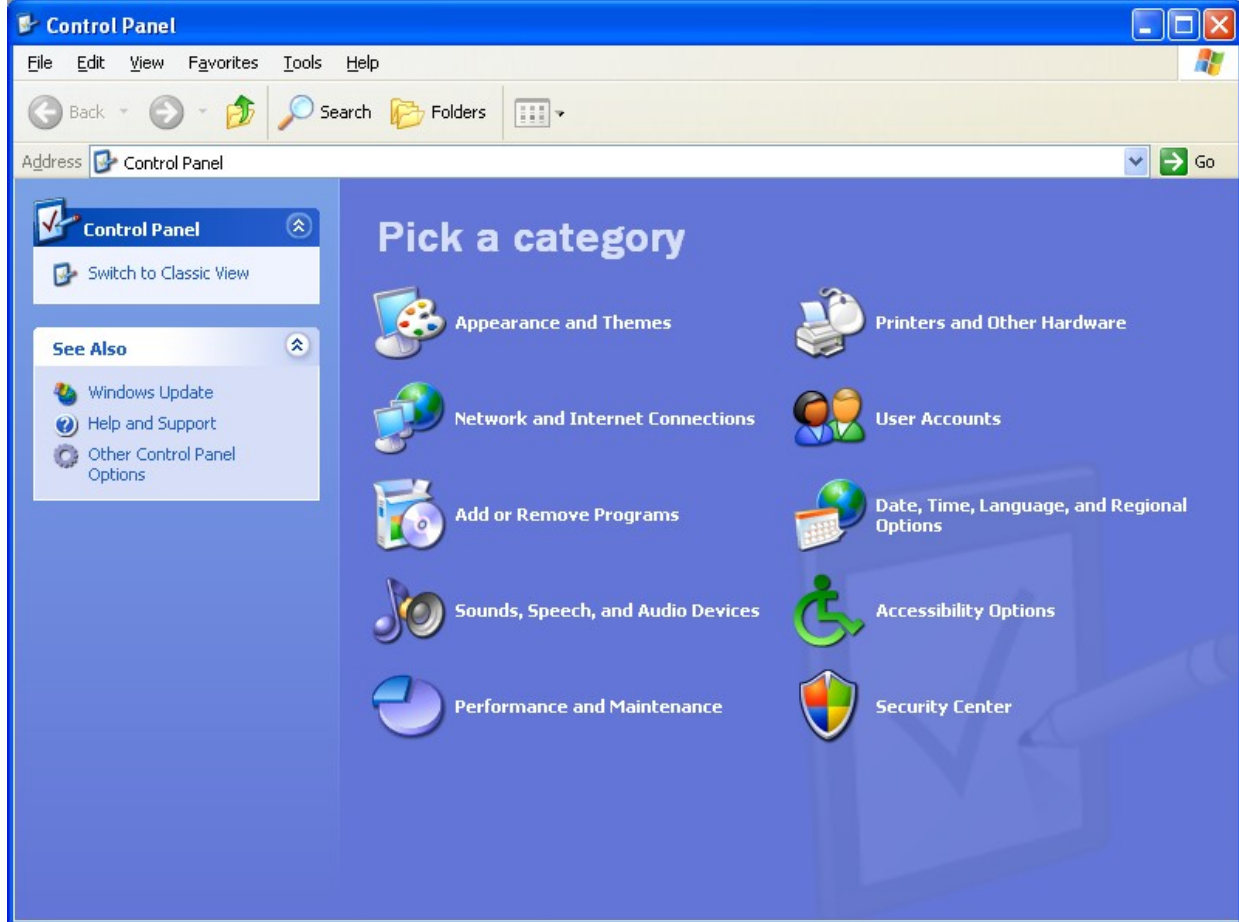 Control Panel
File Edit View Favorites Tools Help
Back Search Folders
Address Control Panel Go
Control Panel
Switch to Classic View
See Also
Windows Update
Help and Support
Other Control Panel
Options
Pick a category
Appearance and Themes
Printers and Other Hardware
Network and Internet Connections
User Accounts
Add or Remove Programs
Date, Time, Language, and Regional
Options
Sounds, Speech, and Audio Devices
Accessibility Options
Performance and Maintenance
Security Center